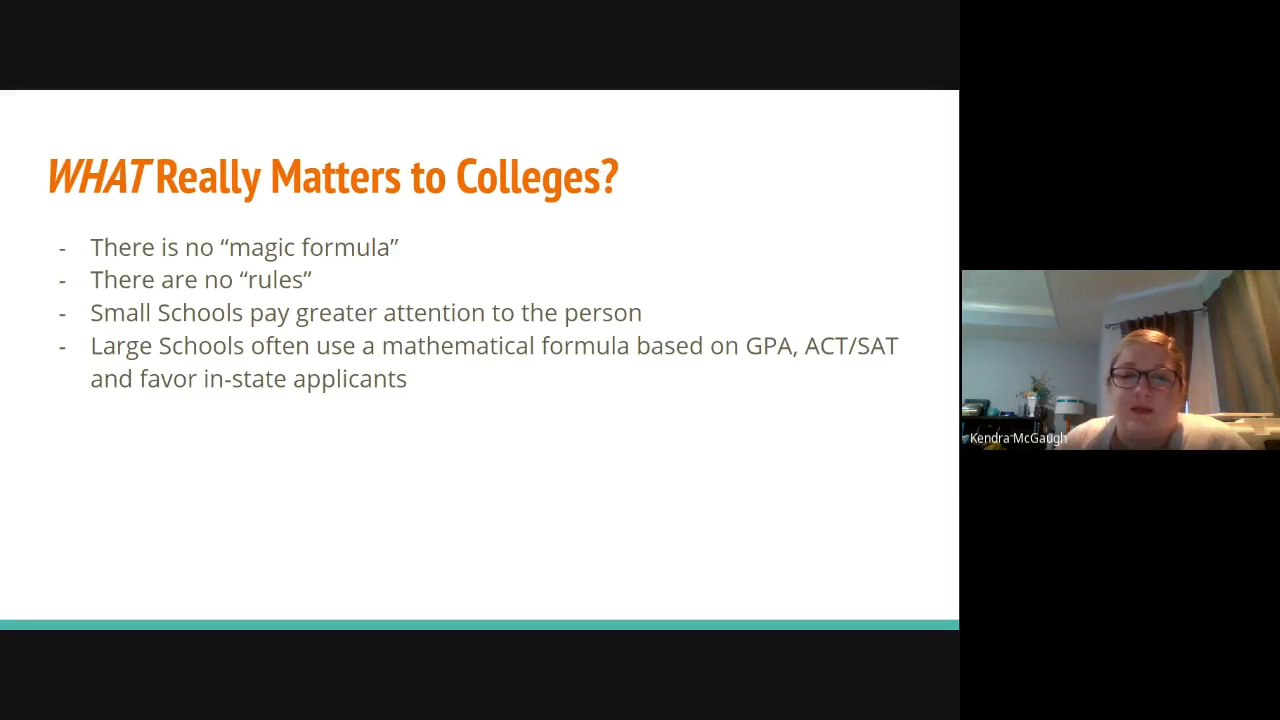 WHAT Really Matters to Colleges?
- There is no “magic formula”
- There are no “rules”
- Small Schools pay greater attention to the person
- Large Schools often use a mathematical formula based on GPA, ACT/SAT
and favor in-state applicants
Kendra McGaugh